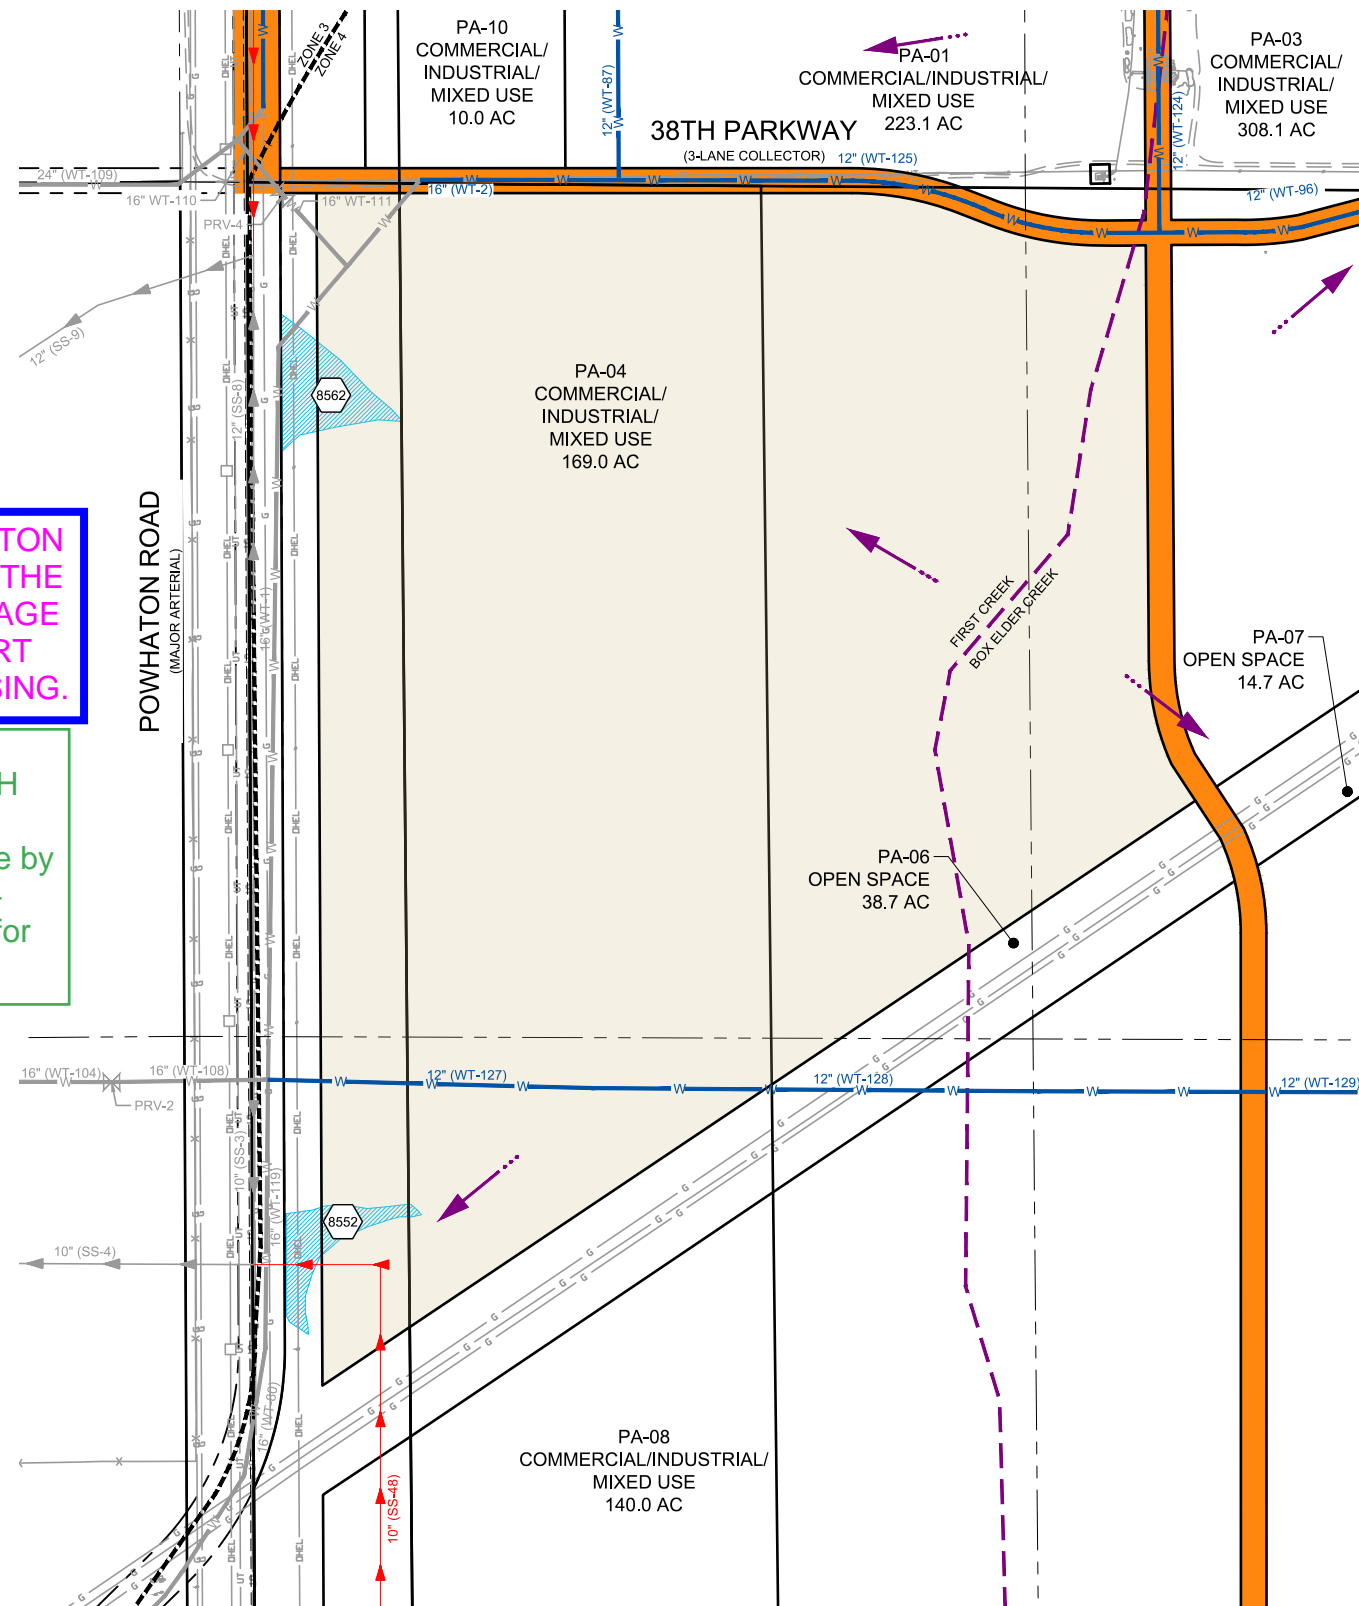 PA-10
COMMERCIAL/
INDUSTRIAL/
MIXED USE
10.0 AC
PA-01
COMMERCIAL/INDUSTRIAL/
MIXED USE
223.1 AC
PA-03
COMMERCIAL/
INDUSTRIAL/
MIXED USE
308.1 AC
ZONE 3
ZONE 4
12" (WT-87)
12" (WT-124)
38TH PARKWAY
(3-LANE COLLECTOR)
12" (WT-125)
24" (WT-109)
16" WT-110
PRV-4
16" WT-111
16" (WT-2)
12" (WT-96)
12" (SS-9)
12" (SS-8)
8562
PA-04
COMMERCIAL/
INDUSTRIAL/
MIXED USE
169.0 AC
POWHATON ROAD
(MAJOR ARTERIAL)
TON
THE
AGE
RT
SING.
H
e by
for
16" (WT-1)
FIRST CREEK
BOX ELDER CREEK
PA-07
OPEN SPACE
14.7 AC
PA-06
OPEN SPACE
38.7 AC
16" (WT-104)
16" (WT-108)
PRV-2
12" (WT-127)
12" (WT-128)
12" (WT-129)
10" (SS-3)
16" (WT-119)
8552
10" (SS-4)
16" (WT-60)
10" (SS-48)
PA-08
COMMERCIAL/INDUSTRIAL/
MIXED USE
140.0 AC